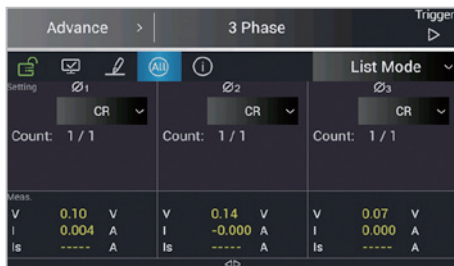 Advance > 3 Phase Trigger
All List Mode
Setting Ø1 Ø2 Ø3
CR CR CR
Count: 1 / 1 Count: 1 / 1 Count: 1 / 1
Meas.
V 0.10 V V 0.14 V V 0.07 V
I 0.004 A I -0.000 A I 0.000 A
Is ----- A Is ----- A Is ----- A